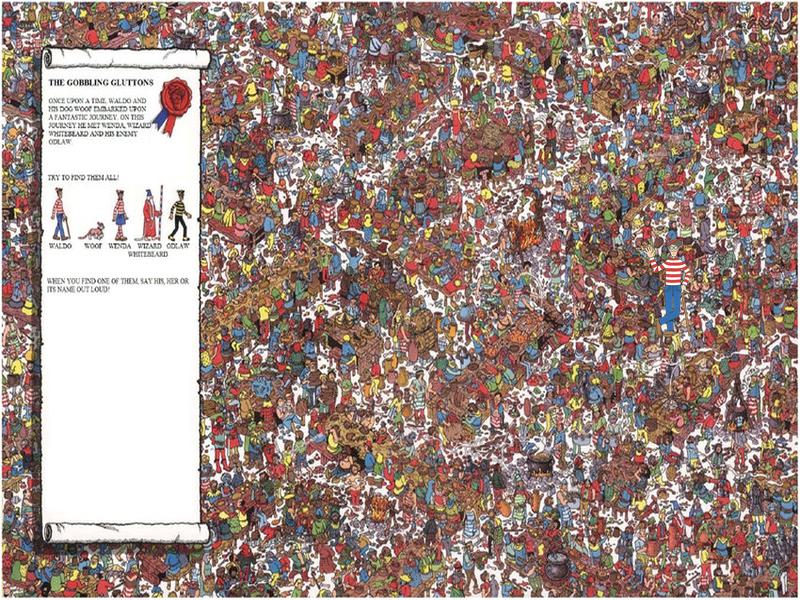 THE GOBBLING GLUTTONS
ONCE UPON A TIME, WALDO AND
HIS DOG WOOF EMBARKED UPON
A FANTASTIC JOURNEY. ON THIS
JOURNEY HE MET WENDA, WIZARD
WHITEBEARD AND HIS ENEMY
ODLAW.
TRY TO FIND THEM ALL!
WALDO WOOF WENDA WIZARD ODLAW
WHITEBEARD
WHEN YOU FIND ONE OF THEM, SAY HIS, HER OR
ITS NAME OUT LOUD!